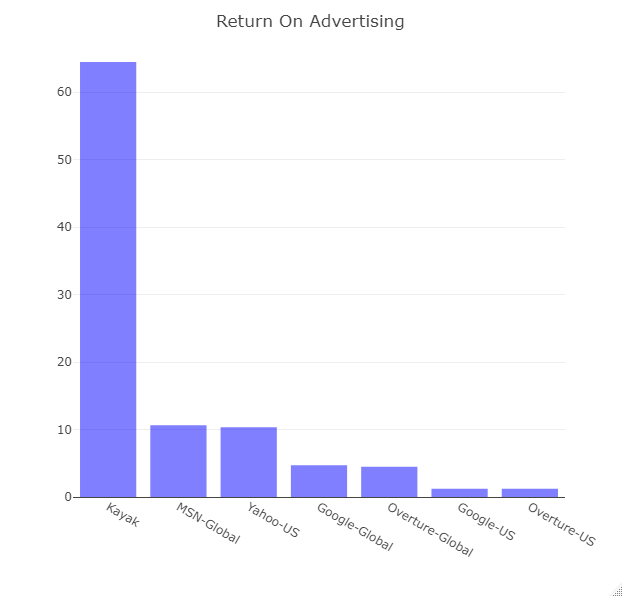 Return On Advertising
60
50
40
30
20
10
0
Kayak
MSN-Global
Yahoo-US
Google-Global
Overture-Global
Google-US
Overture-US